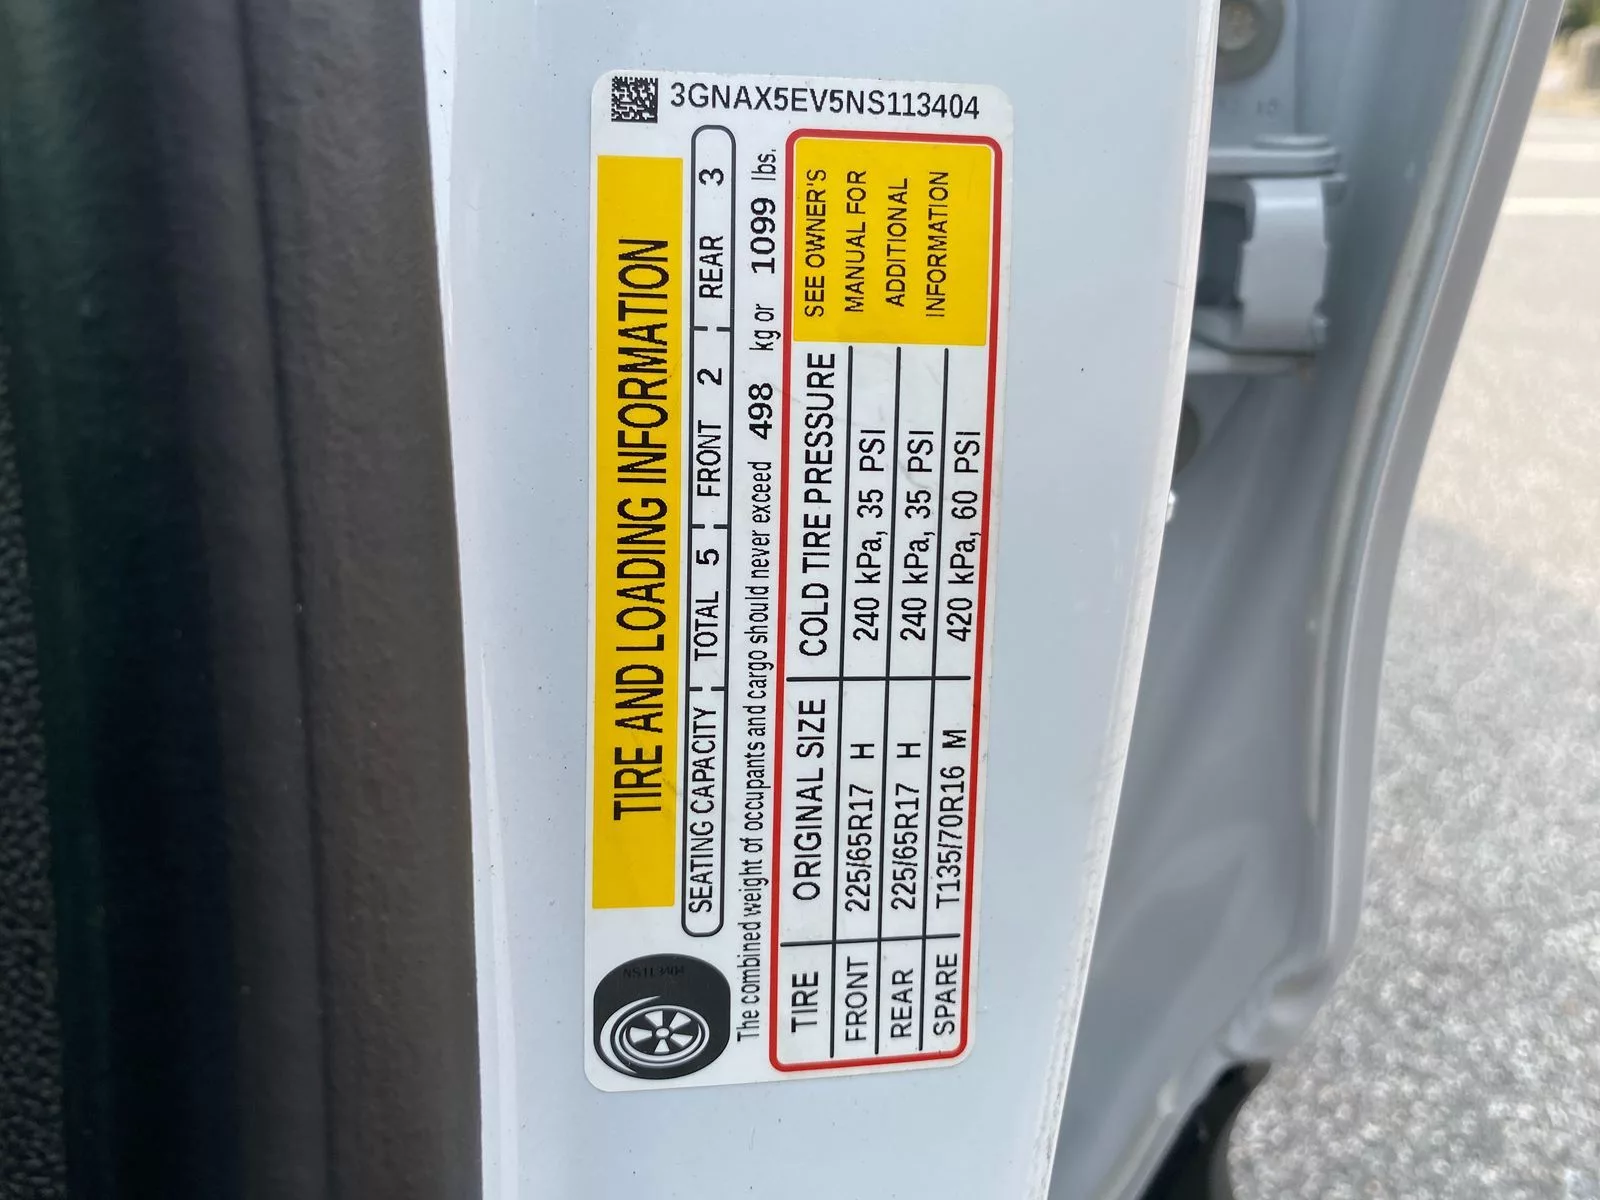 3GNAX5EV5NS113404
TIRE AND LOADING INFORMATION
SEATING CAPACITY TOTAL 5 FRONT 2 REAR 3
The combined weight of occupants and cargo should never exceed 498 kg or 1099 lbs.
TIRE ORIGINAL SIZE COLD TIRE PRESSURE
FRONT 225/65R17 H 240 kPa, 35 PSI
REAR 225/65R17 H 240 kPa, 35 PSI
SPARE T135/70R16 M 420 kPa, 60 PSI
SEE OWNER'S
MANUAL FOR
ADDITIONAL
INFORMATION
NS113404